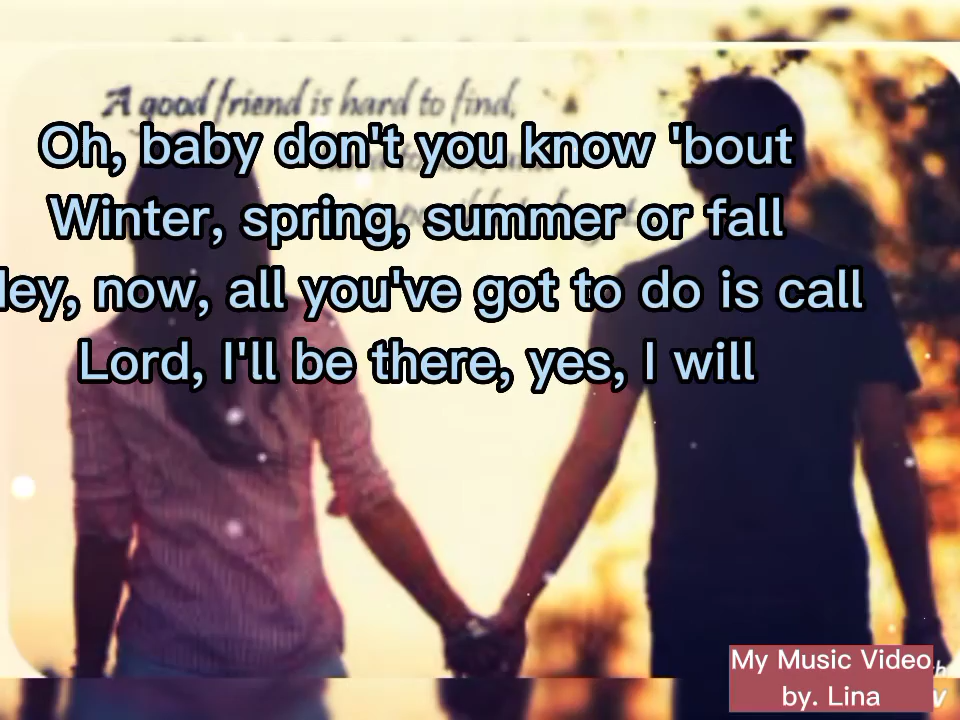 A good friend is hard to find,
Oh, baby don't you know 'bout
Winter, spring, summer or fall
ley, now, all you've got to do is call
Lord, I'll be there, yes, I will
My Music Video
by. Lina